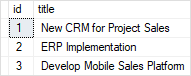 id title
1 New CRM for Project Sales
2 ERP Implementation
3 Develop Mobile Sales Platform